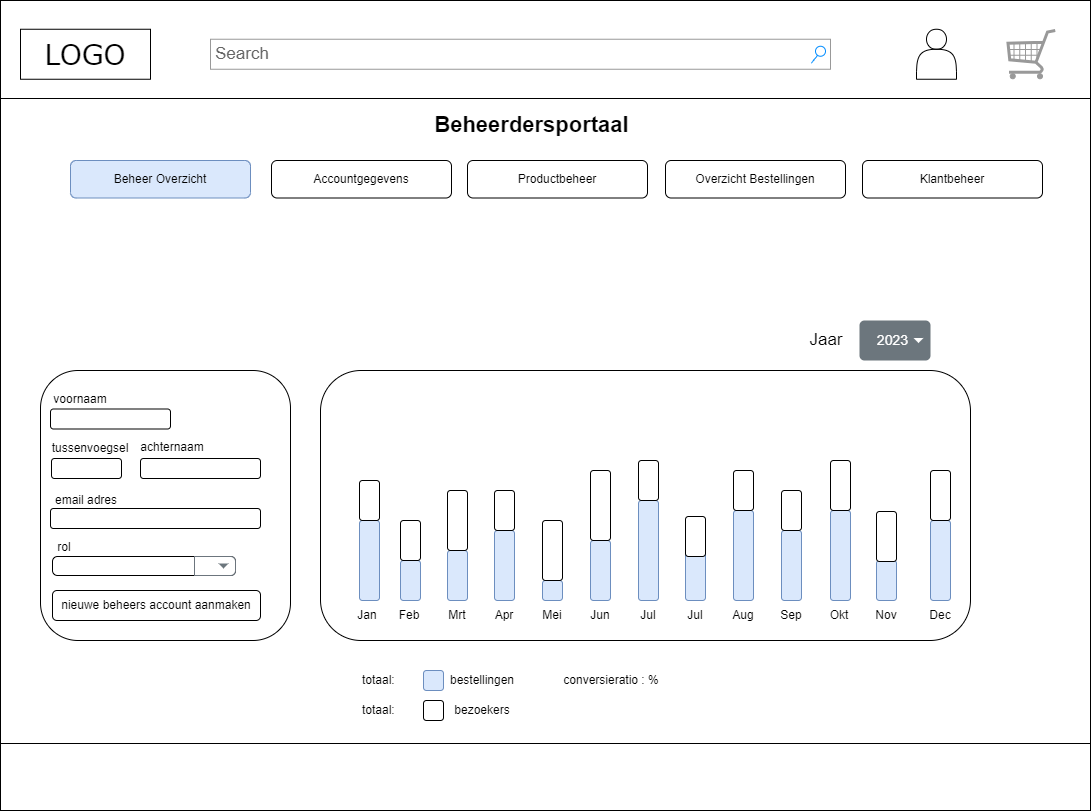 LOGO
Search
Beheerdersportaal
Beheer Overzicht
Accountgegevens
Productbeheer
Overzicht Bestellingen
Klantbeheer
Jaar
2023
voornaam
tussenvoegsel
achternaam
email adres
rol
nieuwe beheers account aanmaken
Jan Feb Mrt Apr Mei Jun Jul Jul Aug Sep Okt Nov Dec
totaal: bestellingen conversieratio : %
totaal: bezoekers